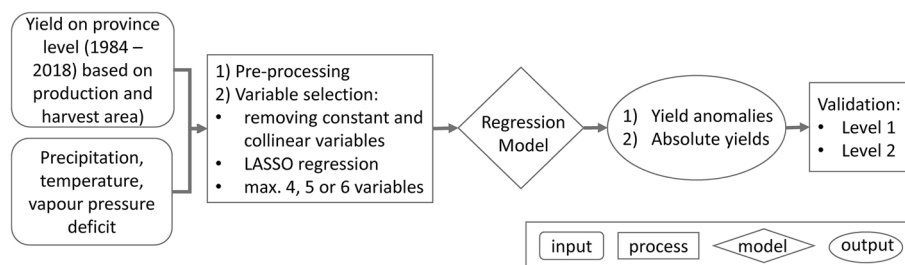 Yield on province
level (1984 –
2018) based on
production and
harvest area)
Precipitation,
temperature,
vapour pressure
deficit
1) Pre-processing
2) Variable selection:
• removing constant and
collinear variables
• LASSO regression
• max. 4, 5 or 6 variables
Regression
Model
1) Yield anomalies
2) Absolute yields
Validation:
• Level 1
• Level 2
input
process
model
output